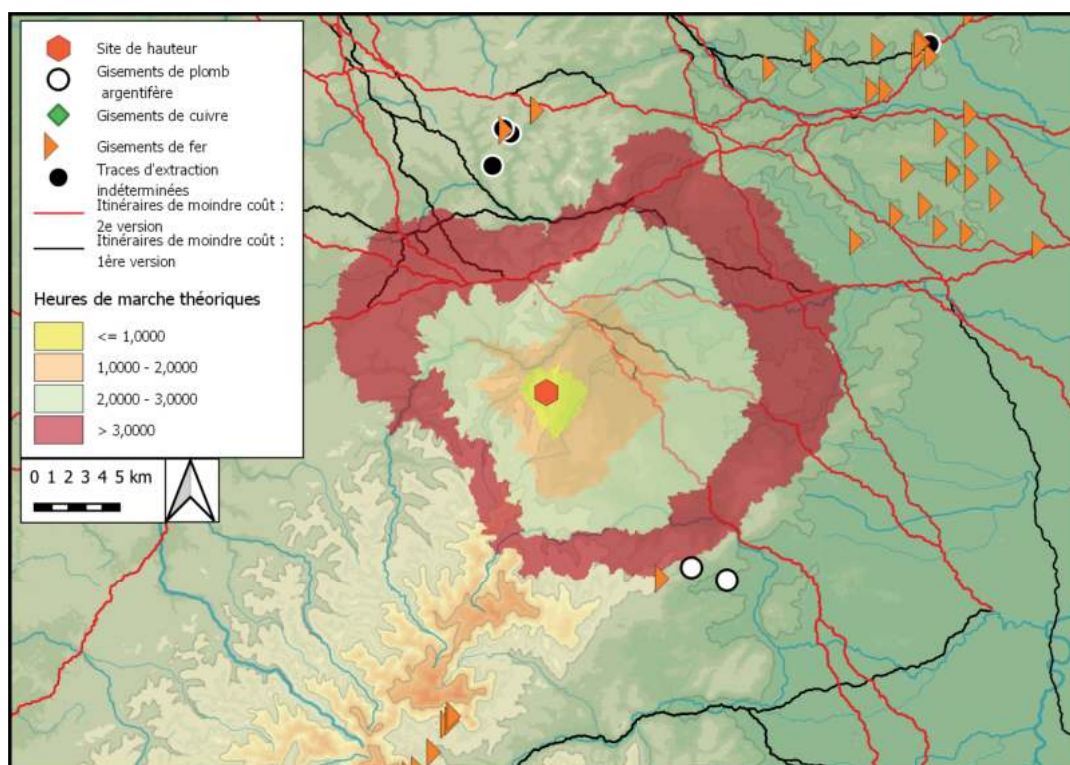 Site de hauteur
Gisements de plomb
argentifère
Gisements de cuivre
Gisements de fer
Traces d'extraction
indéterminées
Itinéraires de moindre coût :
2e version
Itinéraires de moindre coût :
1ère version
Heures de marche théoriques
<= 1,0000
1,0000 - 2,0000
2,0000 - 3,0000
> 3,0000
0 1 2 3 4 5 km